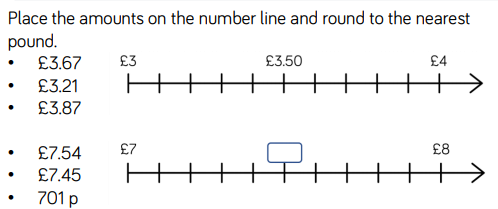 Place the amounts on the number line and round to the nearest
pound.
• £3.67
• £3.21
• £3.87
£3 £3.50 £4
• £7.54
• £7.45
• 701 p
£7 £8